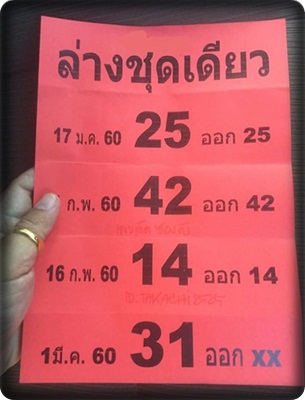 ล่างชุดเดียว
17 ม.ค. 60 25 ออก 25
ก.พ. 60 42 ออก 42
16 ก.พ. 60 14 ออก 14
ID. TAKACHI2525
1 มี.ค. 60 31 ออก xx